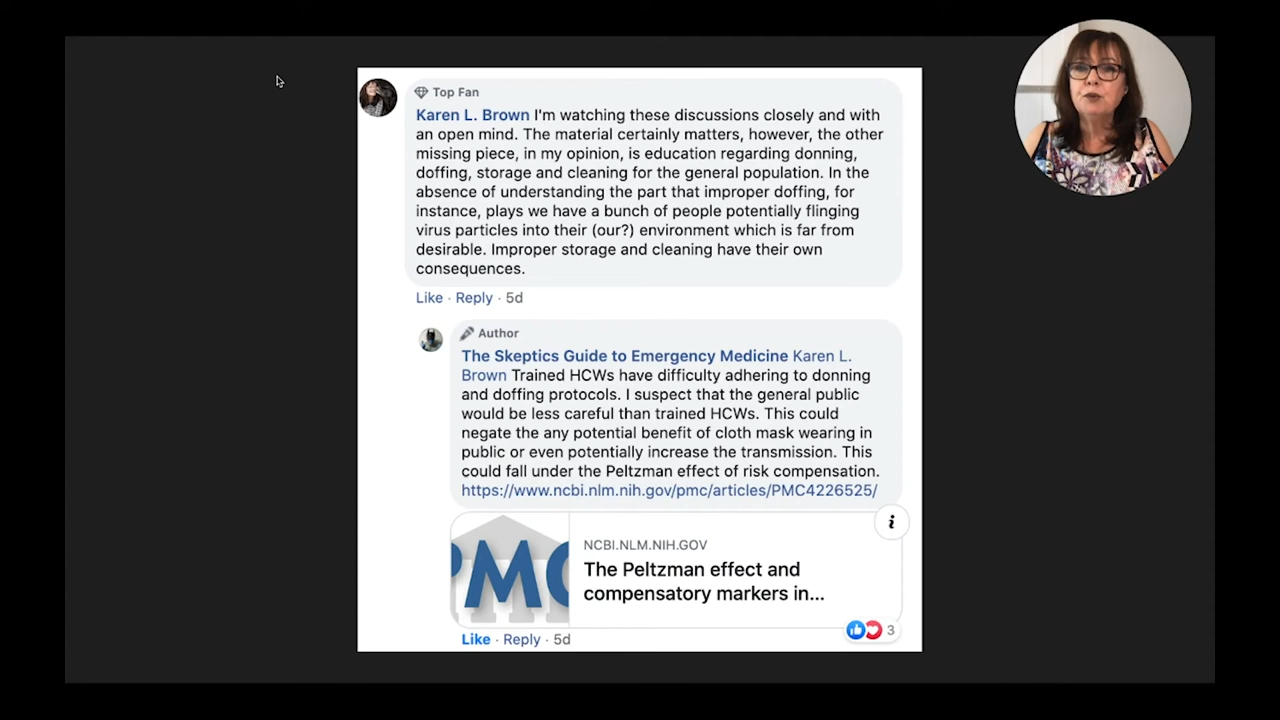 Top Fan
Karen L. Brown I'm watching these discussions closely and with
an open mind. The material certainly matters, however, the other
missing piece, in my opinion, is education regarding donning,
doffing, storage and cleaning for the general population. In the
absence of understanding the part that improper doffing, for
instance, plays we have a bunch of people potentially flinging
virus particles into their (our?) environment which is far from
desirable. Improper storage and cleaning have their own
consequences.
Like · Reply · 5d
Author
The Skeptics Guide to Emergency Medicine Karen L.
Brown Trained HCWs have difficulty adhering to donning
and doffing protocols. I suspect that the general public
would be less careful than trained HCWs. This could
negate the any potential benefit of cloth mask wearing in
public or even potentially increase the transmission. This
could fall under the Peltzman effect of risk compensation.
https://www.ncbi.nlm.nih.gov/pmc/articles/PMC4226525/
PMC
NCBI.NLM.NIH.GOV
The Peltzman effect and
compensatory markers in...
3
Like · Reply · 5d